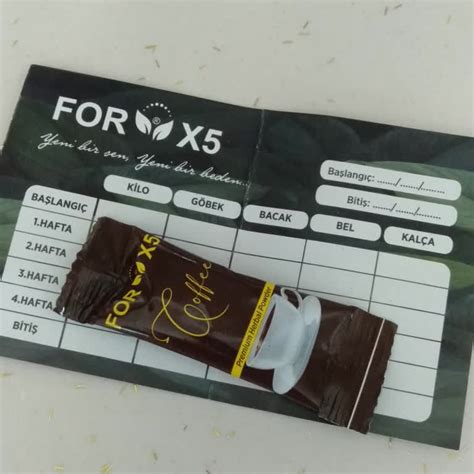 FOR X5
Yeni bir sen, Yeni bir beden...
Başlangıç: ....../....../.......
Bitiş: ....../....../.......
KİLO GÖBEK BACAK BEL KALÇA
BAŞLANGIÇ
1.HAFTA
2.HAFTA
3.HAFTA
4.HAFTA
BİTİŞ
FOR X5
Coffee
Premium Herbal Powder